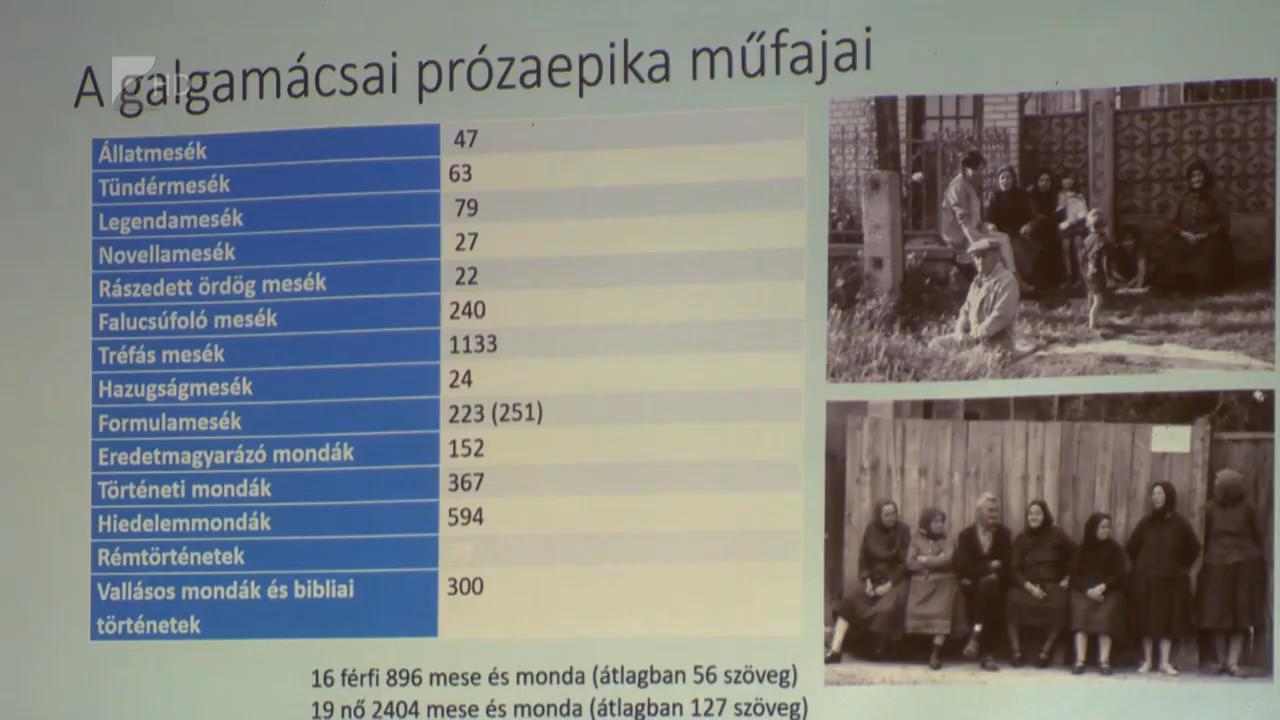 A galgamácsai prózaepika műfajai
HD
Állatmesék 47
Tündérmesék 63
Legendamesék 79
Novellamesék 27
Rászedett ördög mesék 22
Falucsúfoló mesék 240
Tréfás mesék 1133
Hazugságmesék 24
Formulamesék 223 (251)
Eredetmagyarázó mondák 152
Történeti mondák 367
Hiedelemmondák 594
Rémtörténetek
Vallásos mondák és bibliai 300
történetek
16 férfi 896 mese és monda (átlagban 56 szöveg)
19 nő 2404 mese és monda (átlagban 127 szöveg)